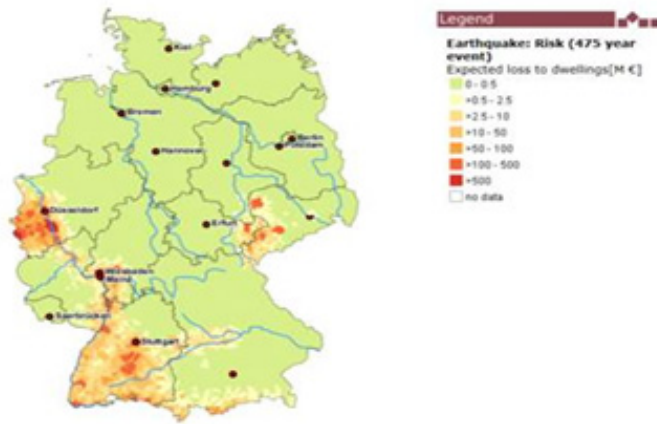 Legend
Earthquake: Risk (475 year
event)
Expected loss to dwellings[M €]
0 - 0.5
>0.5 - 2.5
>2.5 - 10
>10 - 50
>50 - 100
>100 - 500
>500
no data
Kiel
Hamburg
Bremen
Berlin
Potsdam
Hannover
Düsseldorf
Erfurt
Wiesbaden
Mainz
Saarbrücken
Stuttgart